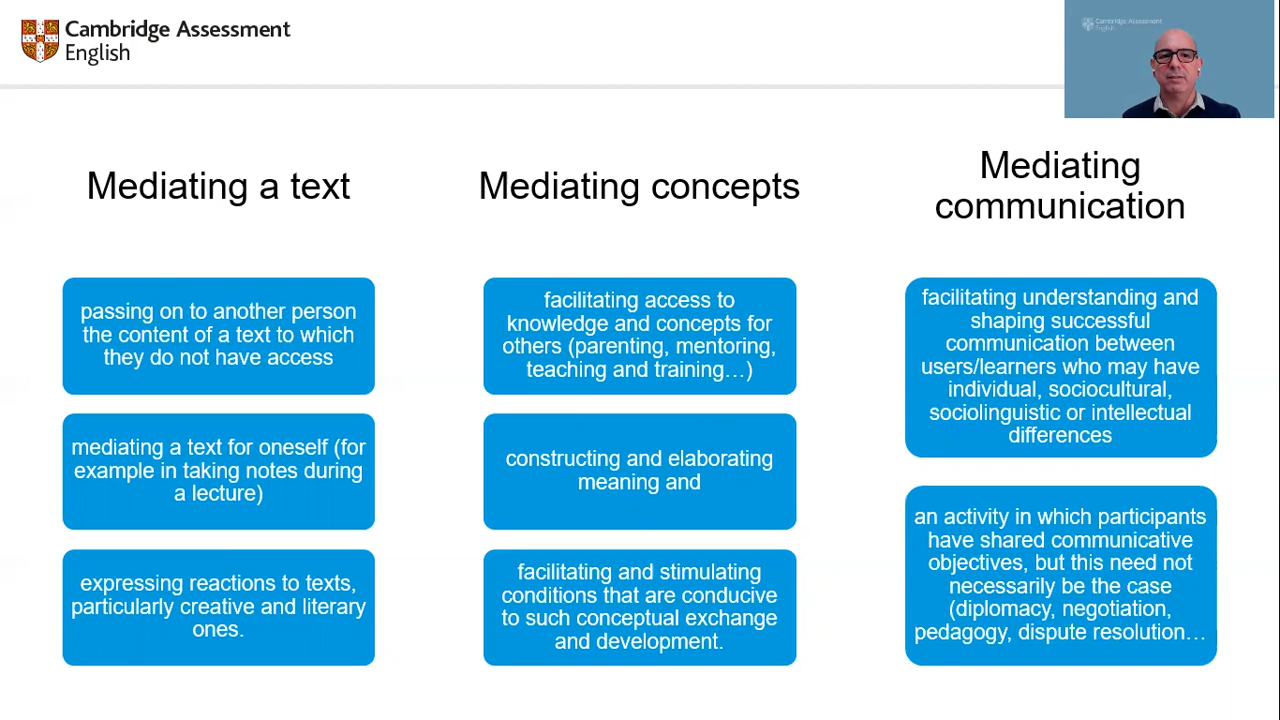 Cambridge Assessment
English
Cambridge Assessment
English
Mediating a text
passing on to another person
the content of a text to which
they do not have access
mediating a text for oneself (for
example in taking notes during
a lecture)
expressing reactions to texts,
particularly creative and literary
ones.
Mediating concepts
facilitating access to
knowledge and concepts for
others (parenting, mentoring,
teaching and training…)
constructing and elaborating
meaning and
facilitating and stimulating
conditions that are conducive
to such conceptual exchange
and development.
Mediating
communication
facilitating understanding and
shaping successful
communication between
users/learners who may have
individual, sociocultural,
sociolinguistic or intellectual
differences
an activity in which participants
have shared communicative
objectives, but this need not
necessarily be the case
(diplomacy, negotiation,
pedagogy, dispute resolution…